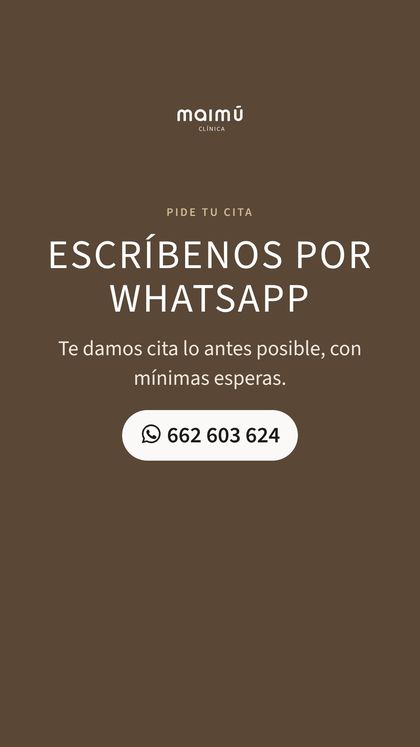 maimū
CLÍNICA
PIDE TU CITA
ESCRÍBENOS POR
WHATSAPP
Te damos cita lo antes posible, con
mínimas esperas.
662 603 624